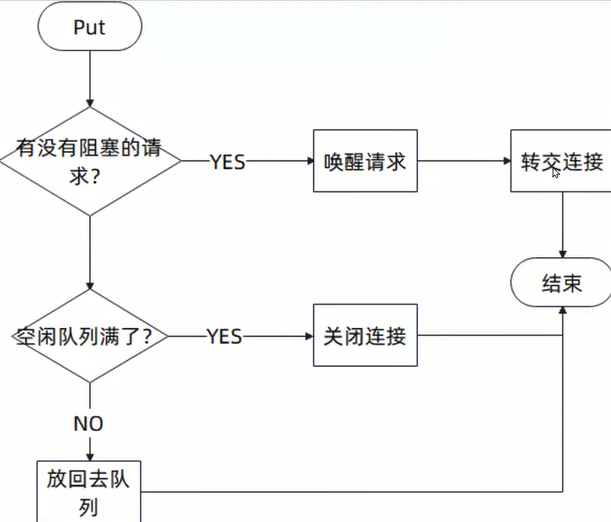 Put
有没有阻塞的请
求？
YES
唤醒请求
转交连接
结束
空闲队列满了？
YES
关闭连接
NO
放回去队
列